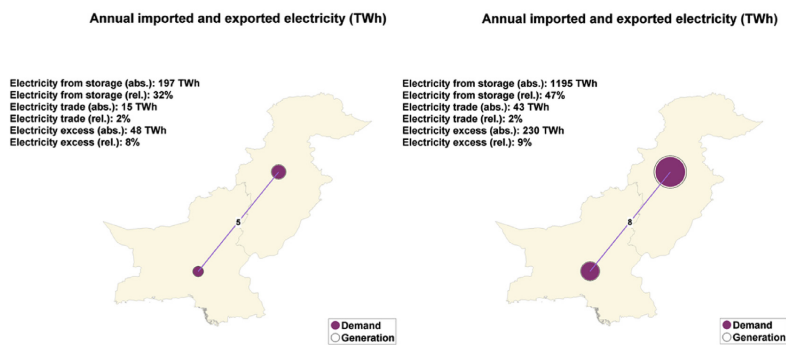 Annual imported and exported electricity (TWh)
Electricity from storage (abs.): 197 TWh
Electricity from storage (rel.): 32%
Electricity trade (abs.): 15 TWh
Electricity trade (rel.): 2%
Electricity excess (abs.): 48 TWh
Electricity excess (rel.): 8%
5
Demand
Generation
Annual imported and exported electricity (TWh)
Electricity from storage (abs.): 1195 TWh
Electricity from storage (rel.): 47%
Electricity trade (abs.): 43 TWh
Electricity trade (rel.): 2%
Electricity excess (abs.): 230 TWh
Electricity excess (rel.): 9%
8
Demand
Generation